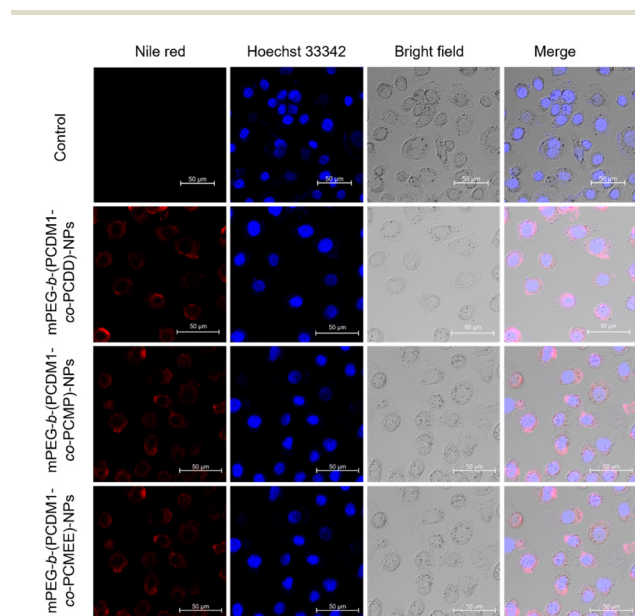 Nile red Hoechst 33342 Bright field Merge
Control
50 µm 50 µm 50 µm 50 µm
mPEG-b-(PCDM1-
co-PCDD)-NPs
50 µm 50 µm 50 µm 50 µm
mPEG-b-(PCDM1-
co-PCMP)-NPs
50 µm 50 µm 50 µm 50 µm
mPEG-b-(PCDM1-
co-PCMEE)-NPs
50 µm 50 µm 50 µm 50 µm